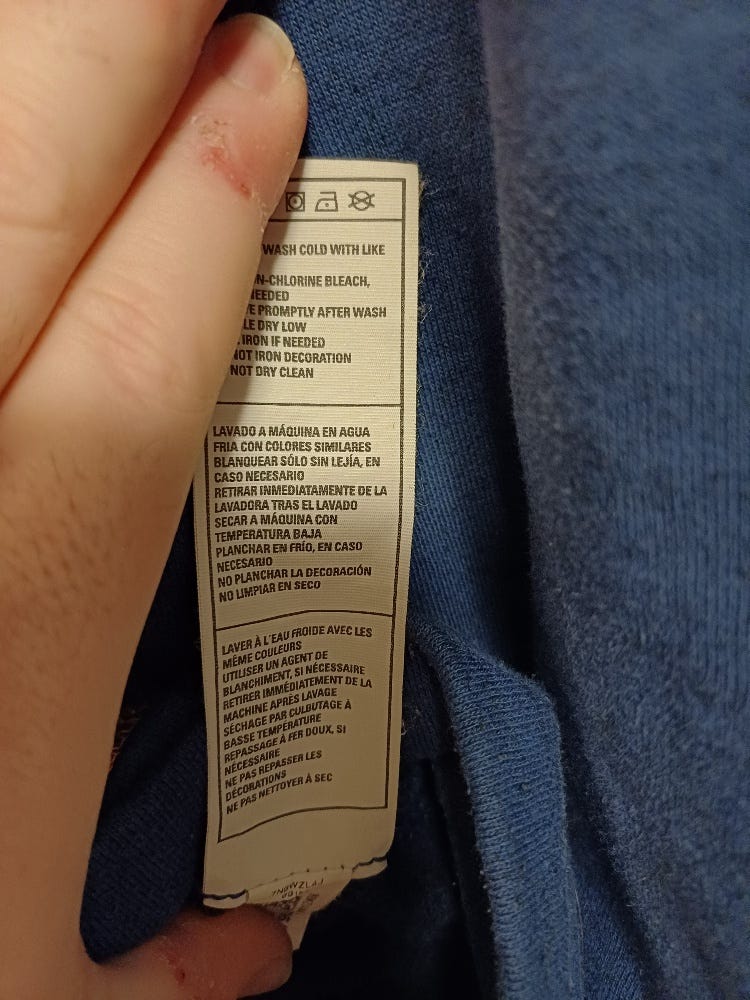 WASH COLD WITH LIKE
N-CHLORINE BLEACH,
EEDED
E PROMPTLY AFTER WASH
LE DRY LOW
IRON IF NEEDED
NOT IRON DECORATION
NOT DRY CLEAN
LAVADO A MÁQUINA EN AGUA
FRIA CON COLORES SIMILARES
BLANQUEAR SÓLO SIN LEJÍA, EN
CASO NECESARIO
RETIRAR INMEDIATAMENTE DE LA
LAVADORA TRAS EL LAVADO
SECAR A MÁQUINA CON
TEMPERATURA BAJA
PLANCHAR EN FRÍO, EN CASO
NECESARIO
NO PLANCHAR LA DECORACIÓN
NO LIMPIAR EN SECO
LAVER À L'EAU FROIDE AVEC LES
MÊME COULEURS
UTILISER UN AGENT DE
BLANCHIMENT, SI NÉCESSAIRE
RETIRER IMMÉDIATEMENT DE LA
MACHINE APRÈS LAVAGE
SÉCHAGE PAR CULBUTAGE À
BASSE TEMPÉRATURE
REPASSAGE À FER DOUX, SI
NÉCESSAIRE
NE PAS REPASSER LES
DÉCORATIONS
NE PAS NETTOYER À SEC